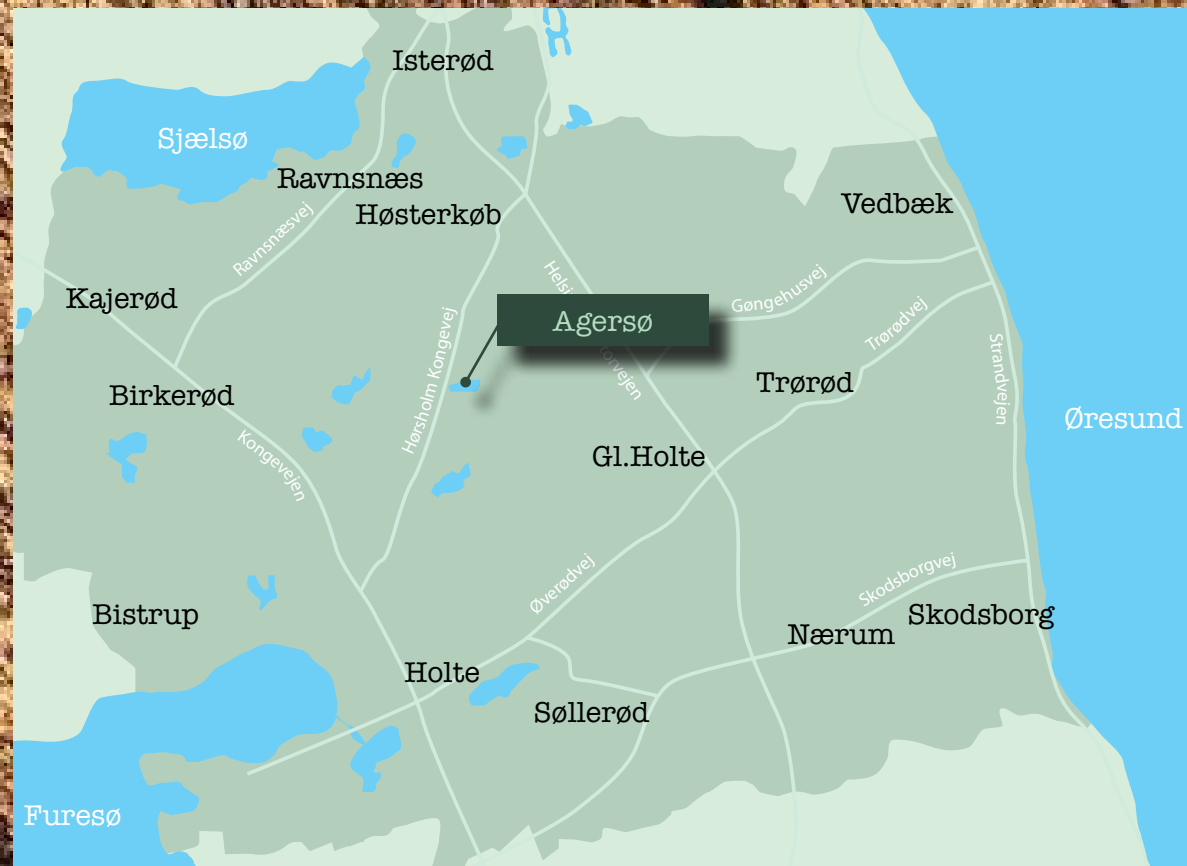 Isterød
Sjælsø
Ravnsnæs
Høsterkøb
Vedbæk
Ravnsnæsvej
Kajerød
Hørsholm Kongevej
Agersø
Gøngehusvej
Trørødvej
Strandvejen
Birkerød
Trørød
Øresund
Kongevejen
Gl.Holte
Øverødvej
Skodsborgvej
Bistrup
Skodsborg
Nærum
Holte
Søllerød
Furesø